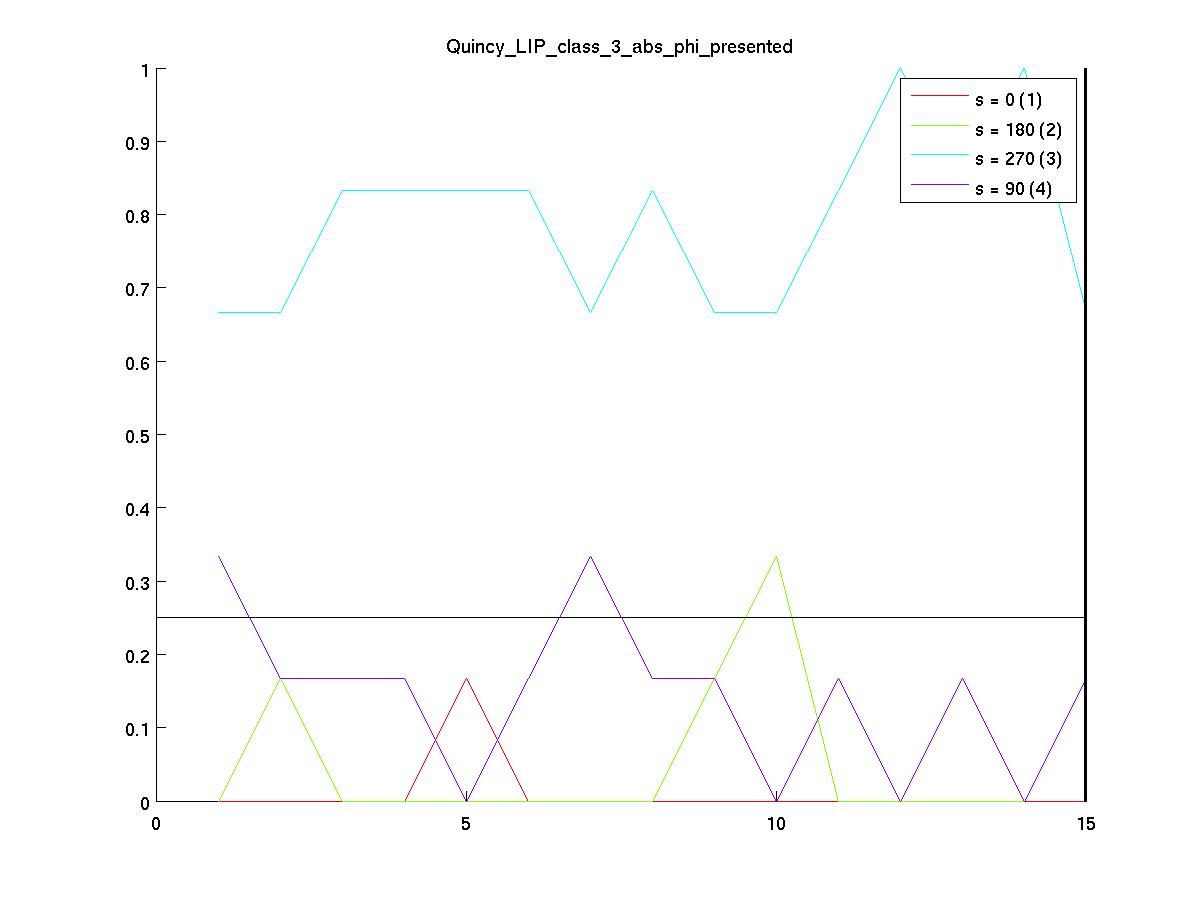 Quincy_LIP_class_3_abs_phi_presented
1
0.9
0.8
0.7
0.6
0.5
0.4
0.3
0.2
0.1
0
0 5 10 15
s = 0 (1)
s = 180 (2)
s = 270 (3)
s = 90 (4)